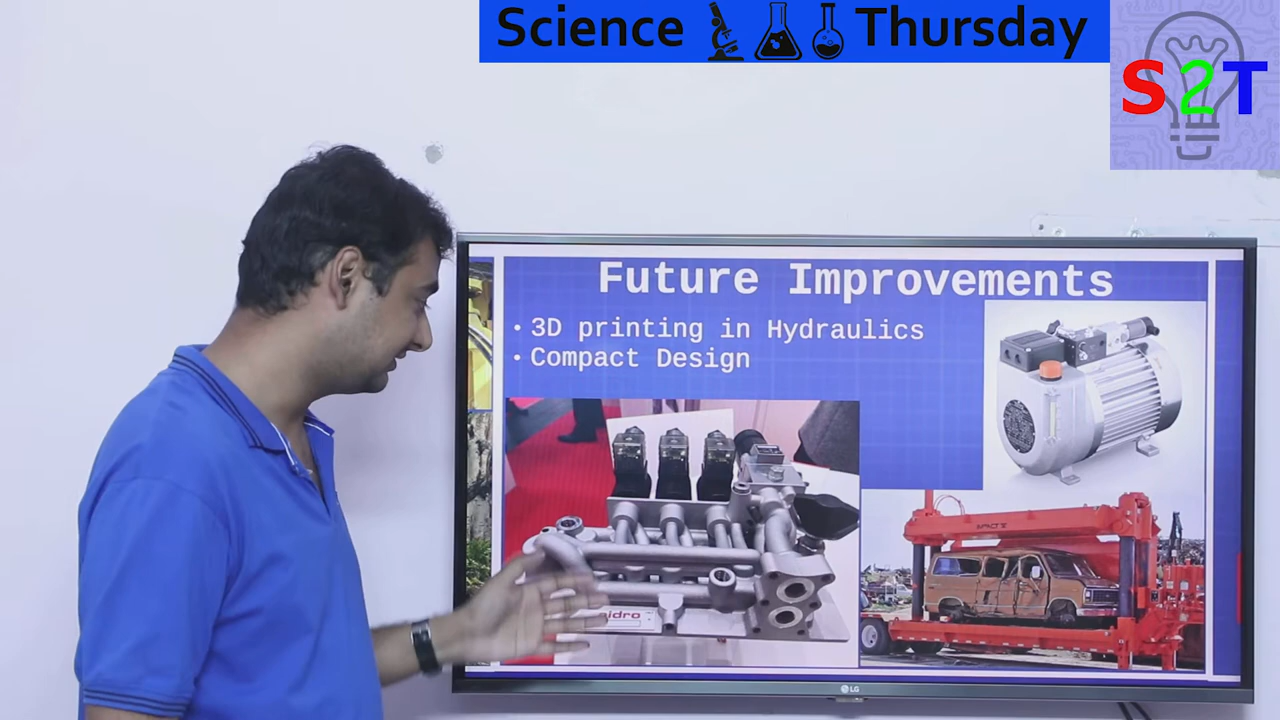 Science Thursday
S2T
Future Improvements
• 3D printing in Hydraulics
• Compact Design
idro
LG